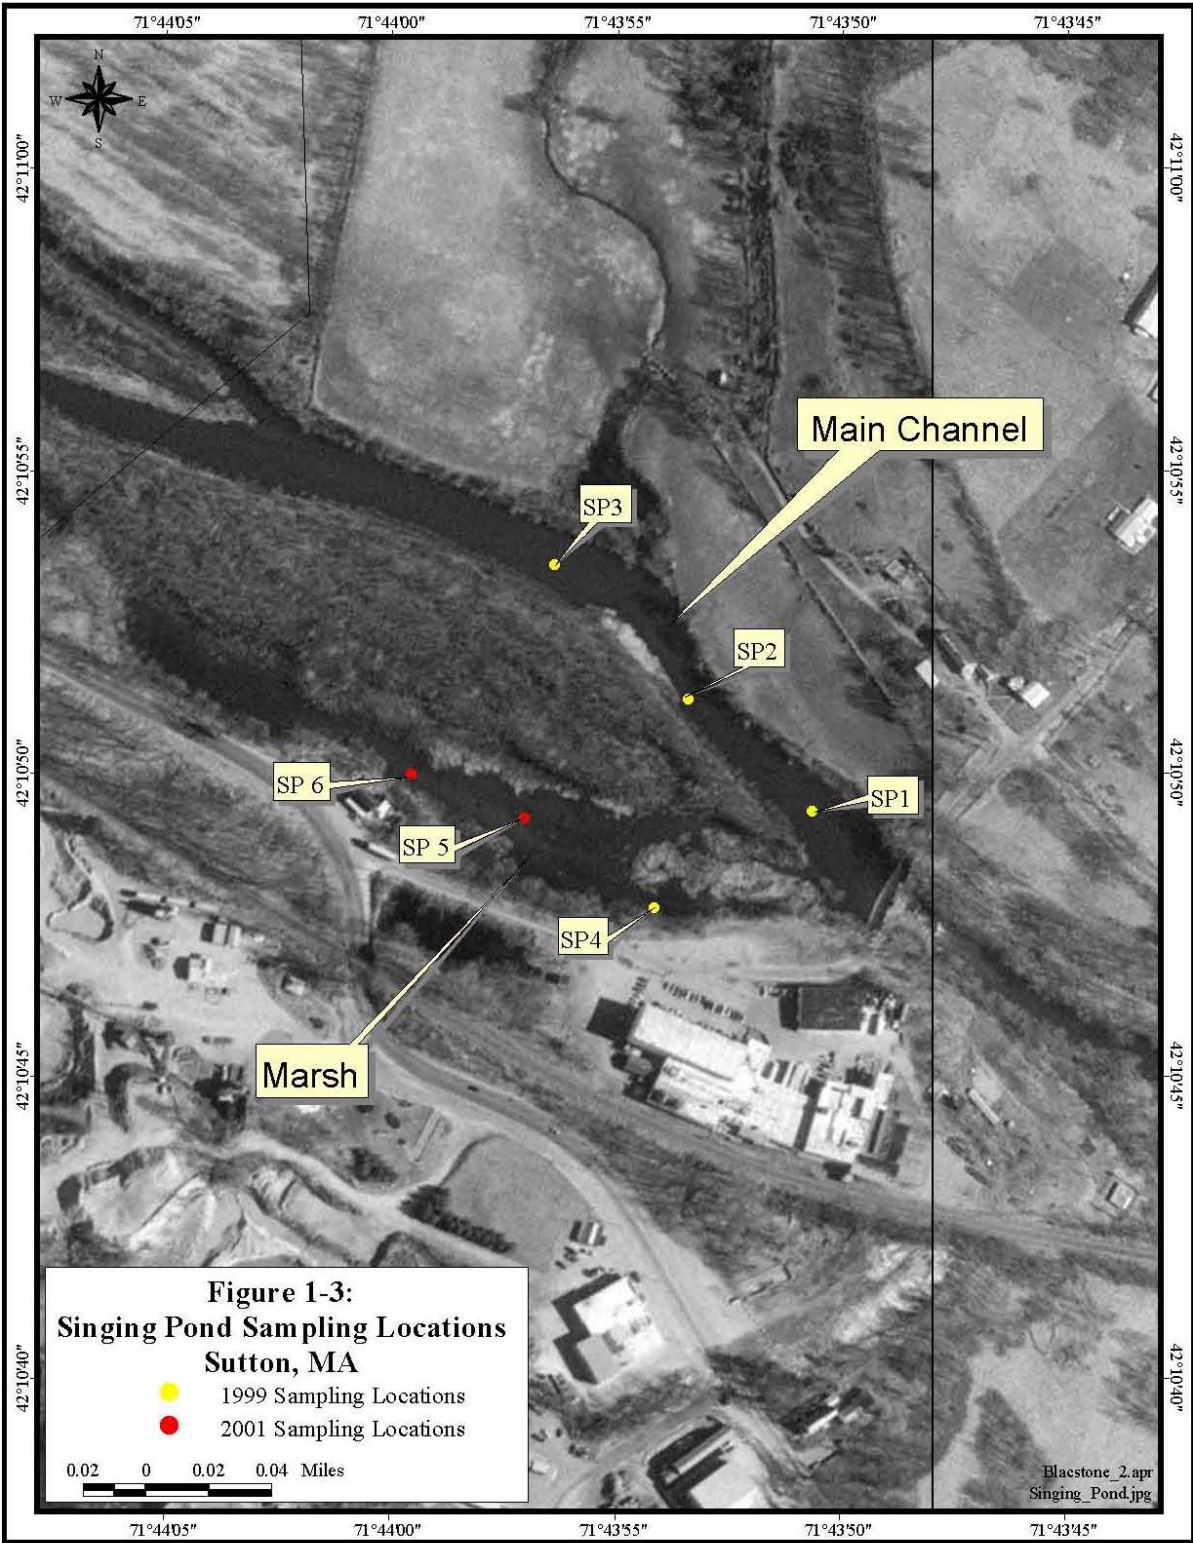 71°44'05" 71°44'00" 71°43'55" 71°43'50" 71°43'45"
N
W E
S
42°11'00" 42°11'00"
Main Channel
42°10'55" 42°10'55"
SP3
SP2
42°10'50" 42°10'50"
SP 6
SP1
SP 5
SP4
42°10'45" 42°10'45"
Marsh
Figure 1-3:
Singing Pond Sampling Locations
Sutton, MA
1999 Sampling Locations
2001 Sampling Locations
42°10'40" 42°10'40"
0.02 0 0.02 0.04 Miles
Blacstone_2.apr
Singing_Pond.jpg
71°44'05" 71°44'00" 71°43'55" 71°43'50" 71°43'45"